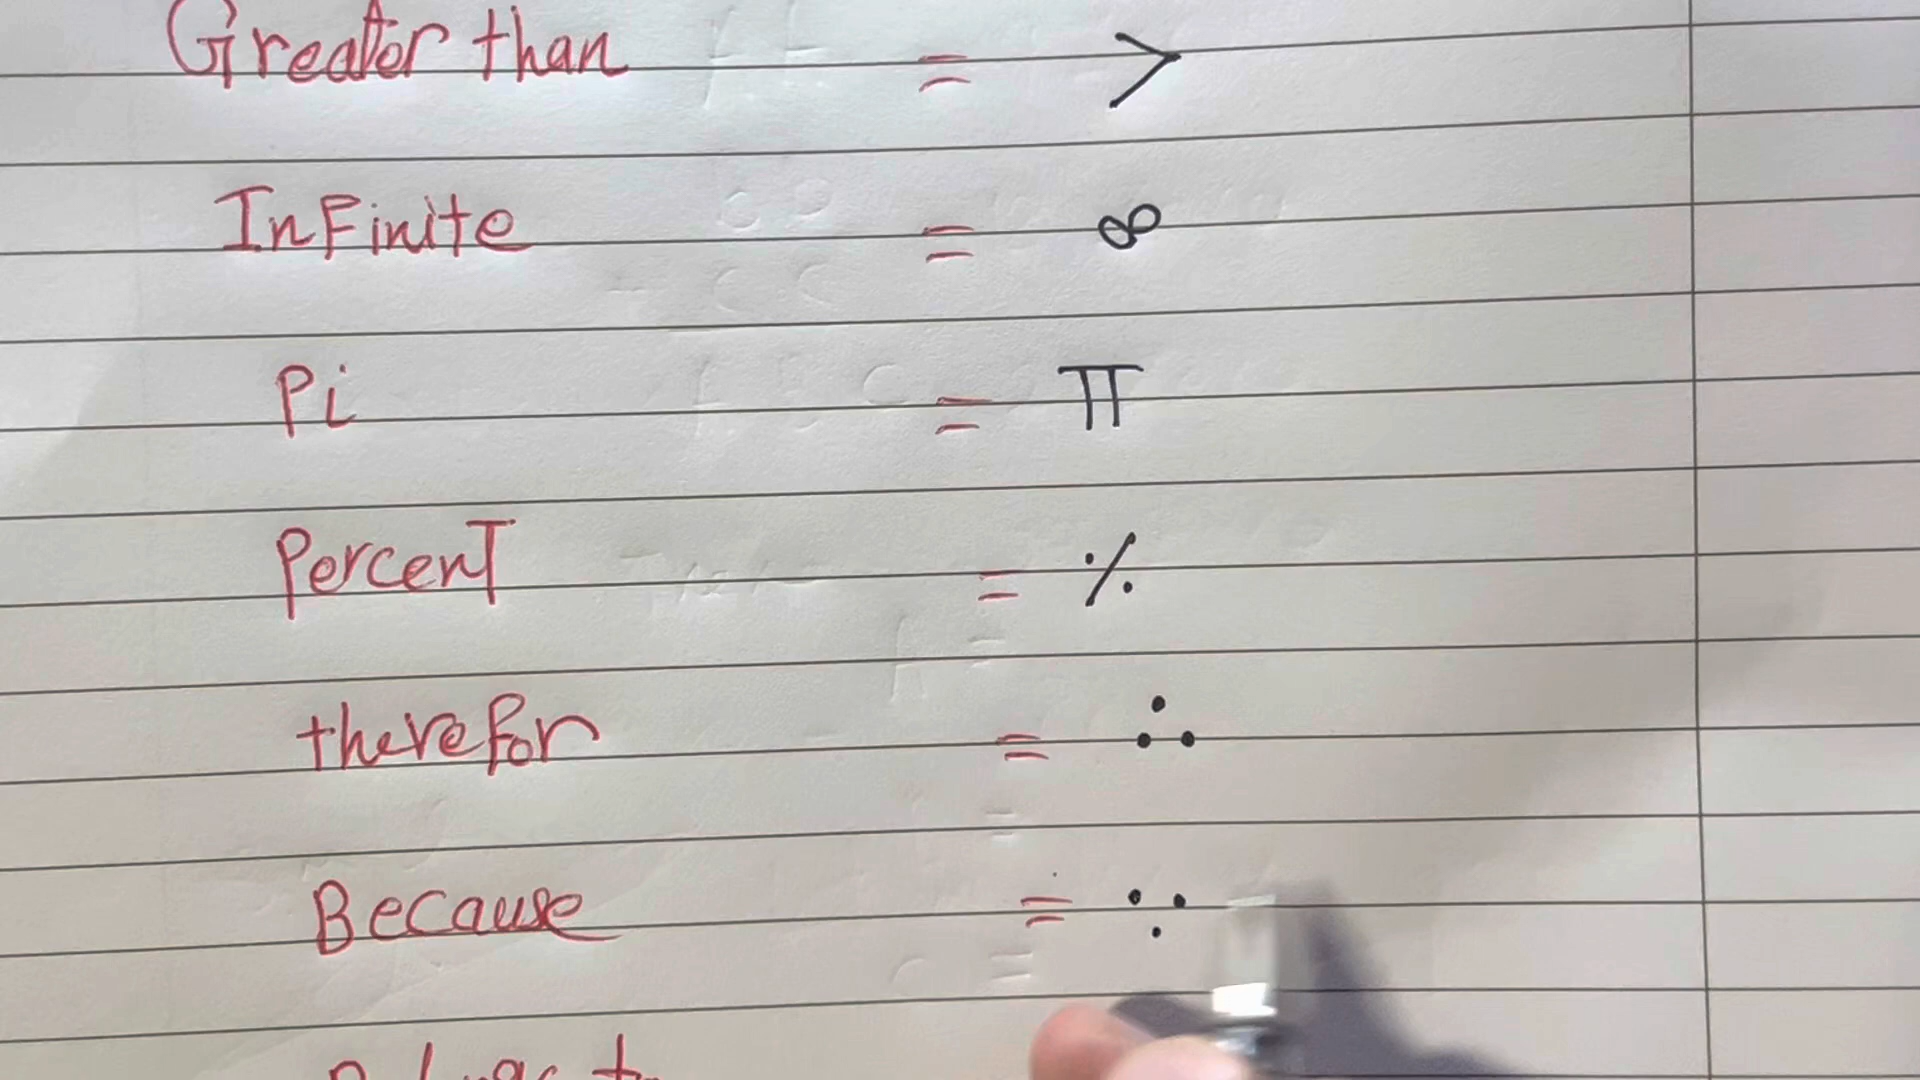 Greater than = >
InFinite = ∞
Pi = π
PercenT = %
therefor = ∴
Because = ∵